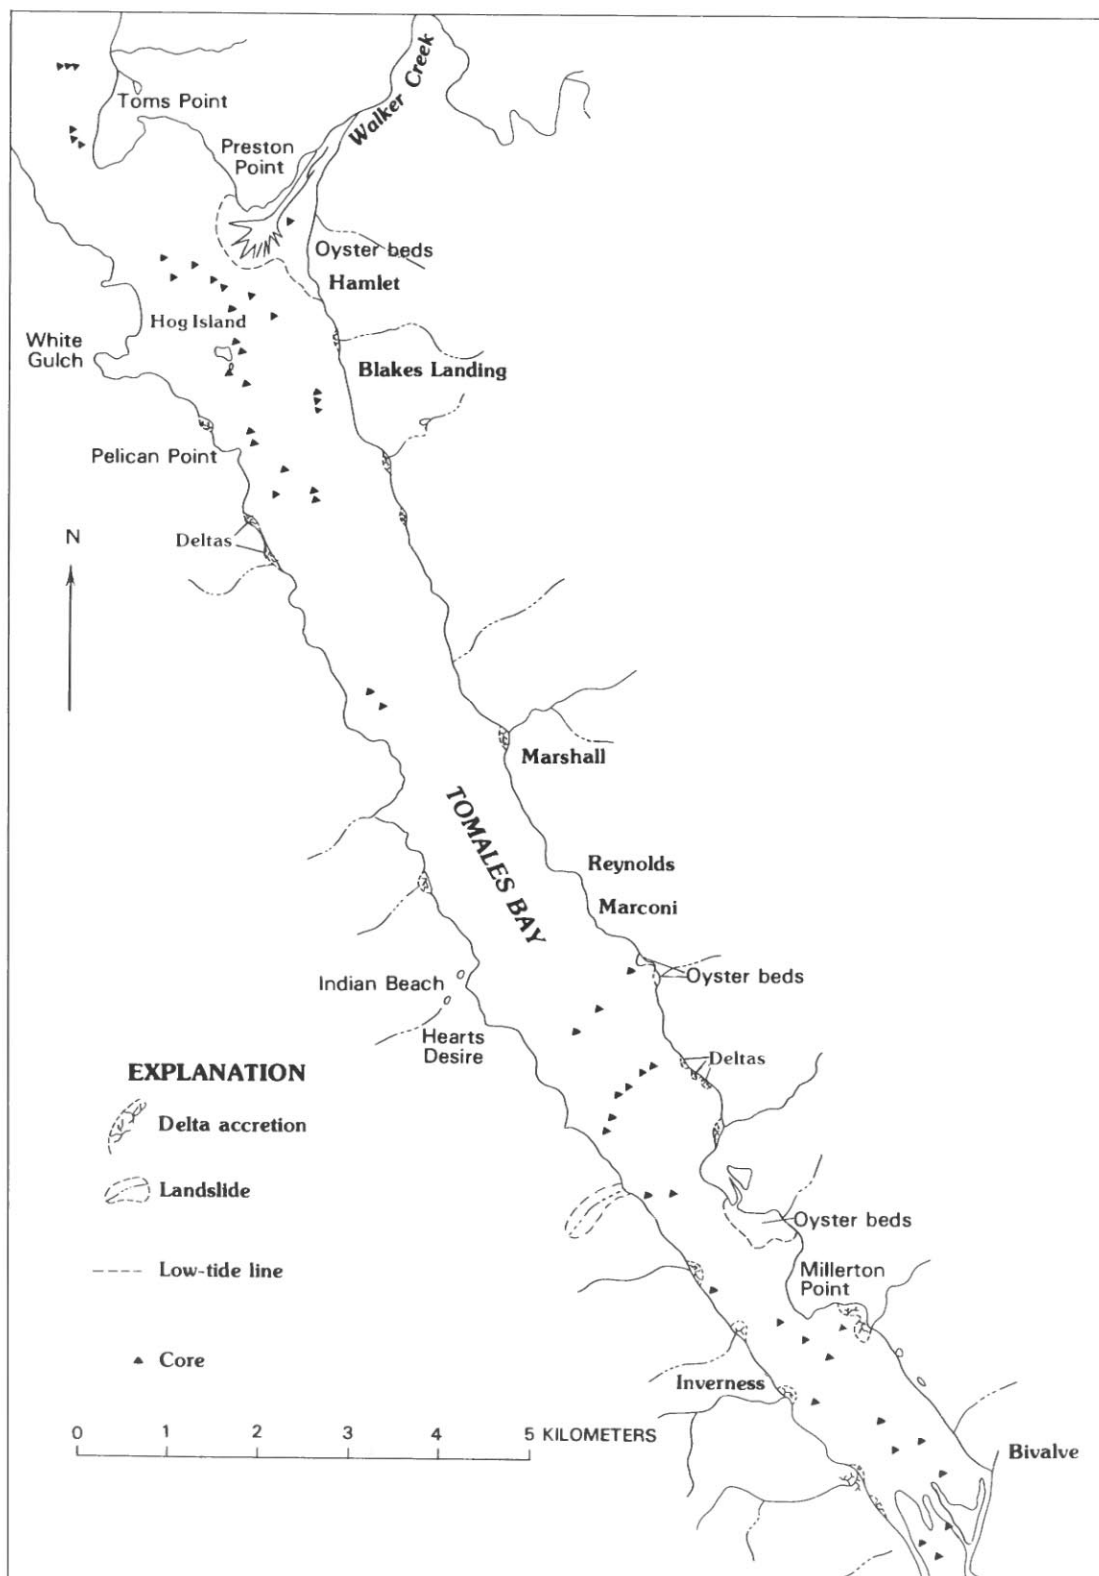 Walker Creek
Toms Point
Preston
Point
Oyster beds
Hamlet
Hog Island
White
Gulch
Blakes Landing
Pelican Point
N
Deltas
Marshall
TOMALES BAY
Reynolds
Marconi
Oyster beds
Indian Beach
Hearts
Desire
Deltas
EXPLANATION
Delta accretion
Landslide
Low-tide line
Core
Oyster beds
Millerton
Point
Inverness
0 1 2 3 4 5 KILOMETERS
Bivalve